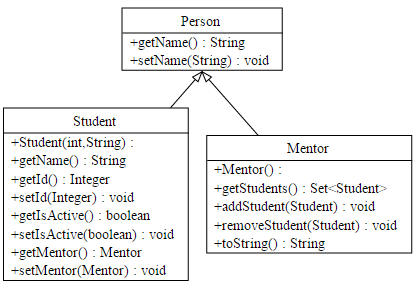 Person
+getName() : String
+setName(String) : void
Student
+Student(int,String) :
+getName() : String
+getId() : Integer
+setId(Integer) : void
+getIsActive() : boolean
+setIsActive(boolean) : void
+getMentor() : Mentor
+setMentor(Mentor) : void
Mentor
+Mentor() :
+getStudents() : Set<Student>
+addStudent(Student) : void
+removeStudent(Student) : void
+toString() : String